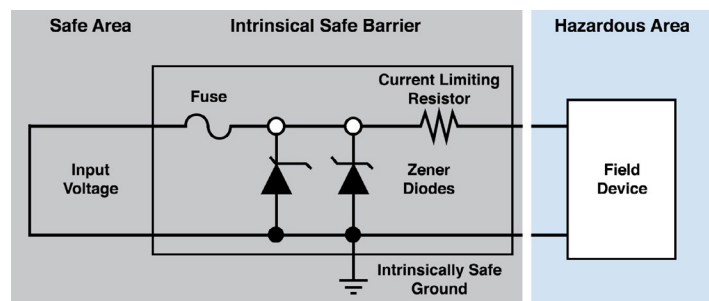 Safe Area
Intrinsical Safe Barrier
Hazardous Area
Current Limiting
Resistor
Fuse
Input
Voltage
Zener
Diodes
Field
Device
Intrinsically Safe
Ground